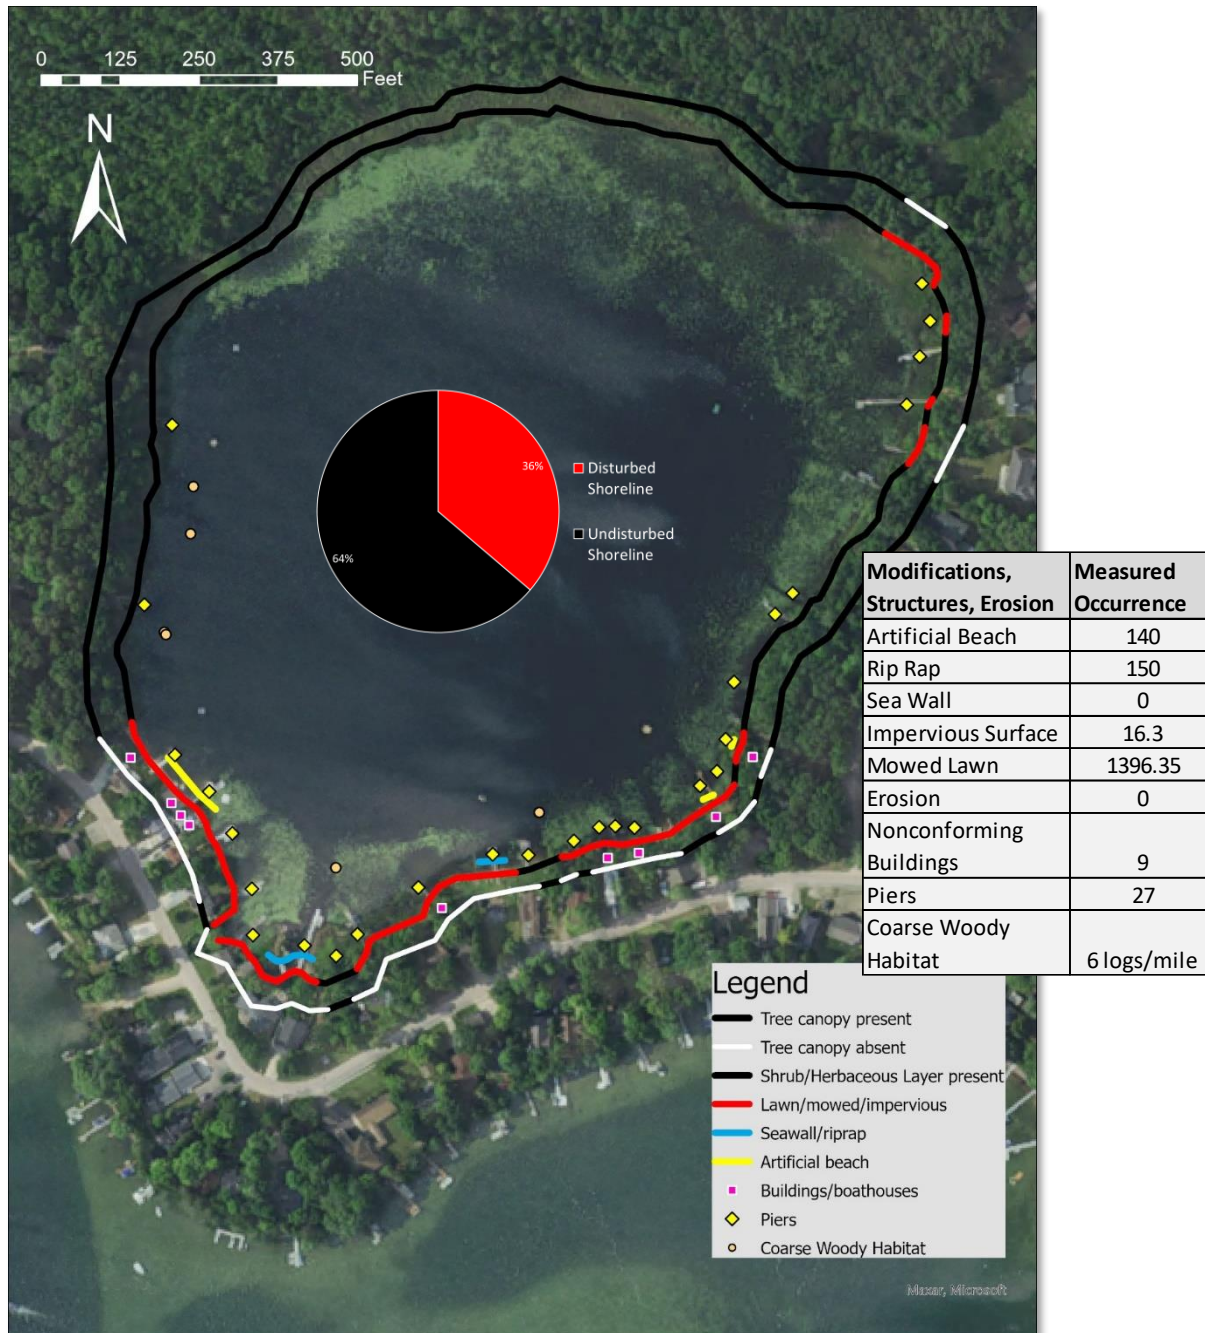 0 125 250 375 500
Feet
N
36%
64%
Disturbed
Shoreline
Undisturbed
Shoreline
Modifications,
Structures, Erosion
Measured
Occurrence
Artificial Beach 140
Rip Rap 150
Sea Wall 0
Impervious Surface 16.3
Mowed Lawn 1396.35
Erosion 0
Nonconforming
Buildings 9
Piers 27
Coarse Woody
Habitat 6 logs/mile
Legend
Tree canopy present
Tree canopy absent
Shrub/Herbaceous Layer present
Lawn/mowed/impervious
Seawall/riprap
Artificial beach
Buildings/boathouses
Piers
Coarse Woody Habitat
Maxar, Microsoft